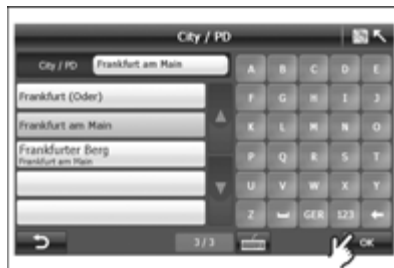 City / PD
City / PD Frankfurt am Main
Frankfurt (Oder)
Frankfurt am Main
Frankfurter Berg
Frankfurt am Main
A B C D E
F G H I J
K L M N O
P Q R S T
U V W X Y
Z GER 123
3/3
OK